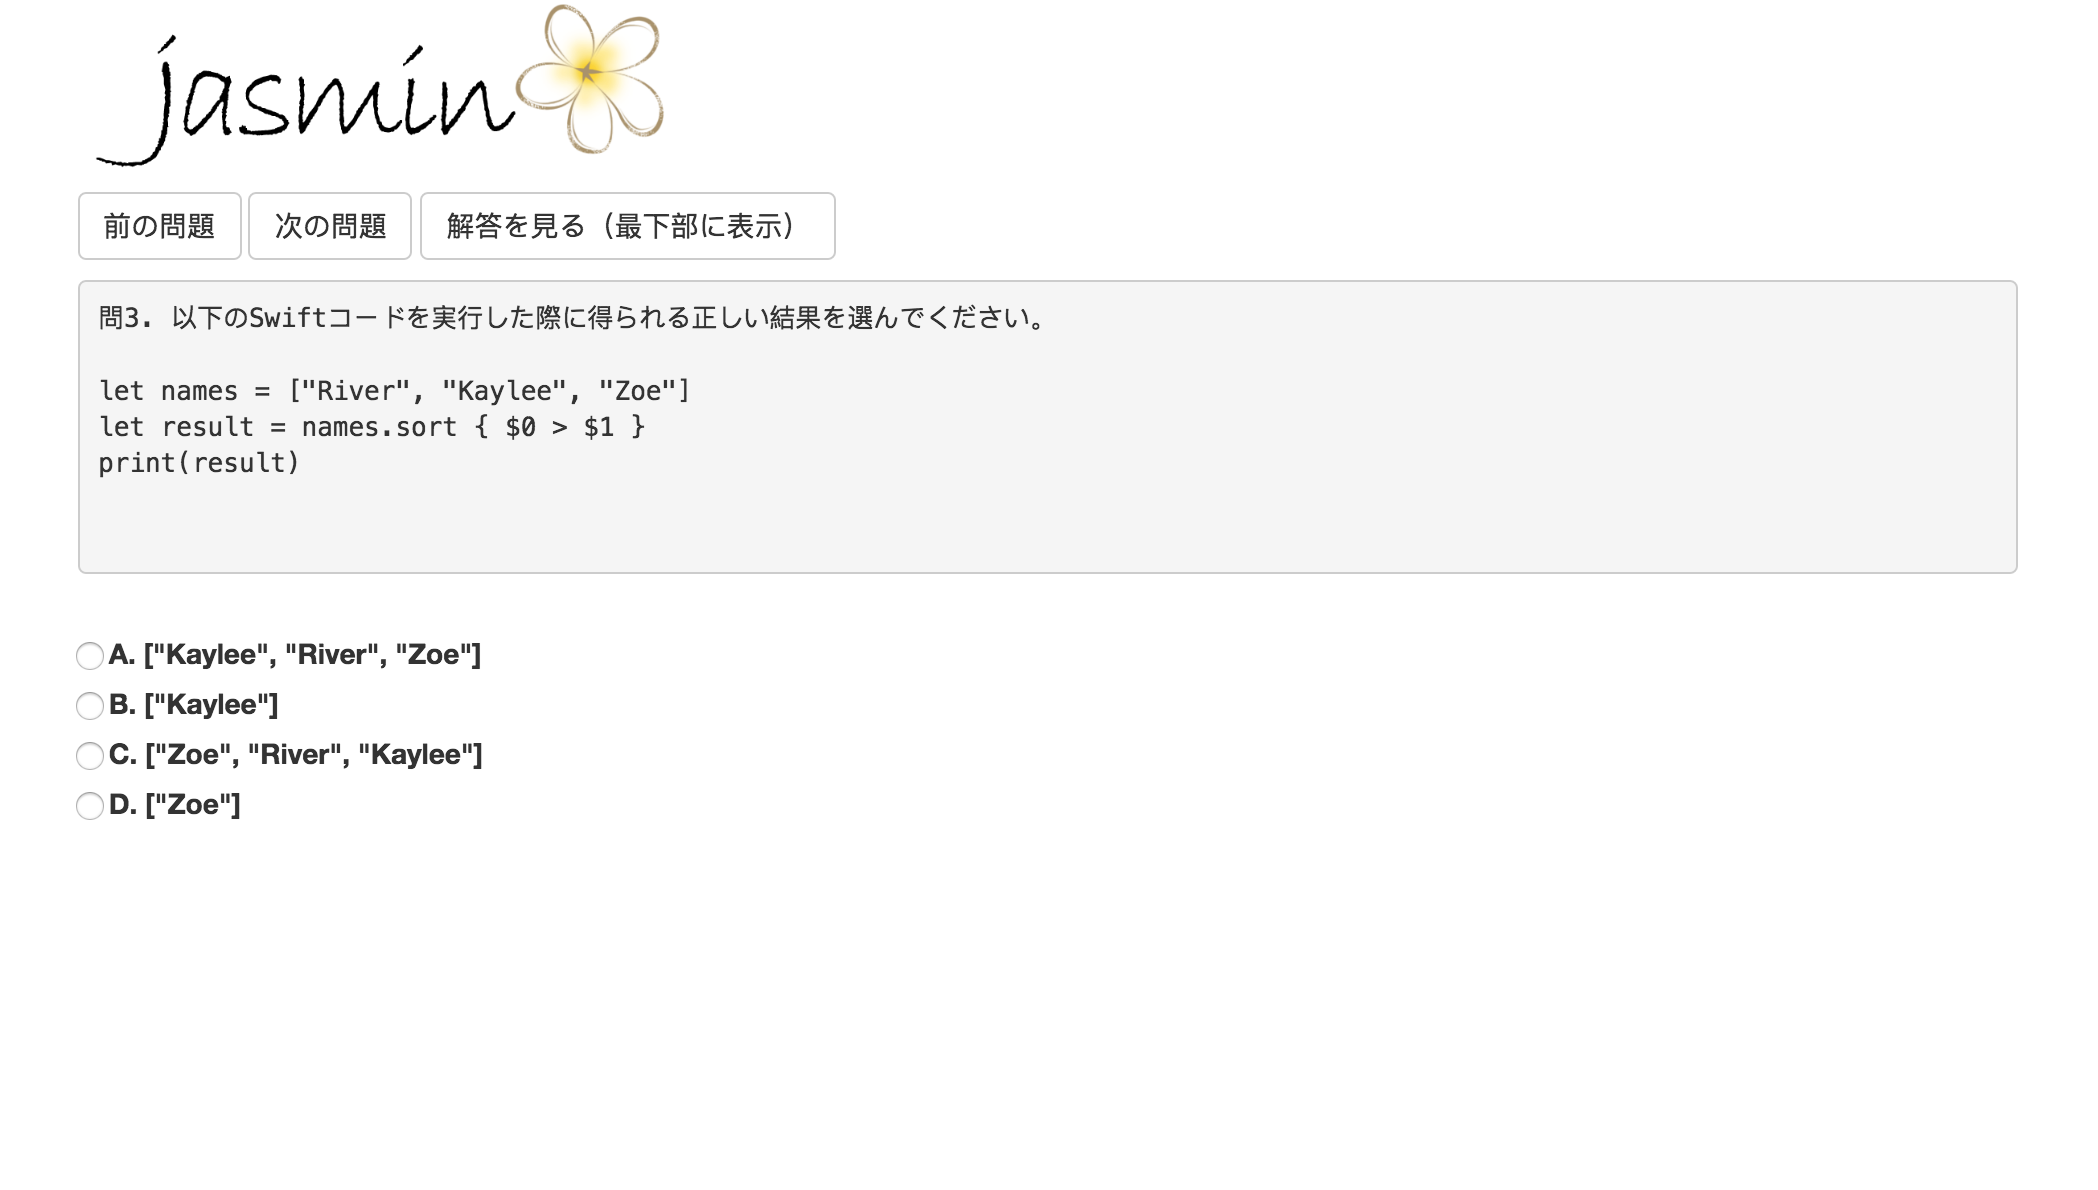 jasmin
前の問題 次の問題 解答を見る（最下部に表示）
問3. 以下のSwiftコードを実行した際に得られる正しい結果を選んでください。
let names = ["River", "Kaylee", "Zoe"]
let result = names.sort { $0 > $1 }
print(result)
A. ["Kaylee", "River", "Zoe"]
B. ["Kaylee"]
C. ["Zoe", "River", "Kaylee"]
D. ["Zoe"]